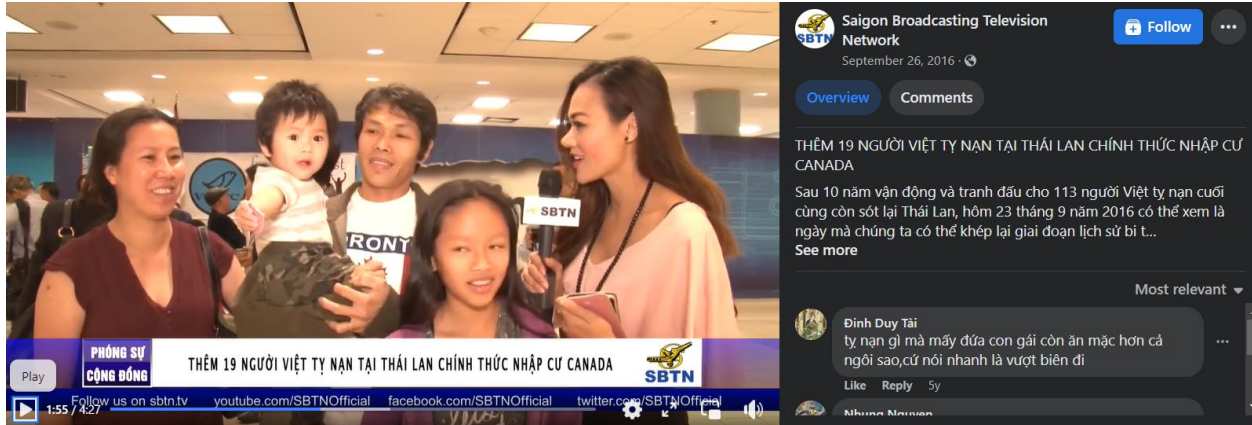 RONT
SBTN
PHÓNG SỰ
CỘNG ĐỒNG
THÊM 19 NGƯỜI VIỆT TỴ NẠN TẠI THÁI LAN CHÍNH THỨC NHẬP CƯ CANADA
SBTN
Play
Follow us on sbtn.tv youtube.com/SBTNOfficial facebook.com/SBTNOfficial twitter.com/SBTNOfficial
1:55 / 4:27
SBTN
Saigon Broadcasting Television
Network
Follow
September 26, 2016 ·
Overview
Comments
THÊM 19 NGƯỜI VIỆT TỴ NẠN TẠI THÁI LAN CHÍNH THỨC NHẬP CƯ
CANADA
Sau 10 năm vận động và tranh đấu cho 113 người Việt tỵ nạn cuối
cùng còn sót lại Thái Lan, hôm 23 tháng 9 năm 2016 có thể xem là
ngày mà chúng ta có thể khép lại giai đoạn lịch sử bi t...
See more
Most relevant
Đinh Duy Tài
tỵ nạn gì mà mấy đứa con gái còn ăn mặc hơn cả
ngôi sao,cứ nói nhanh là vượt biên đi
Like Reply 5y
Nhung Nguyen